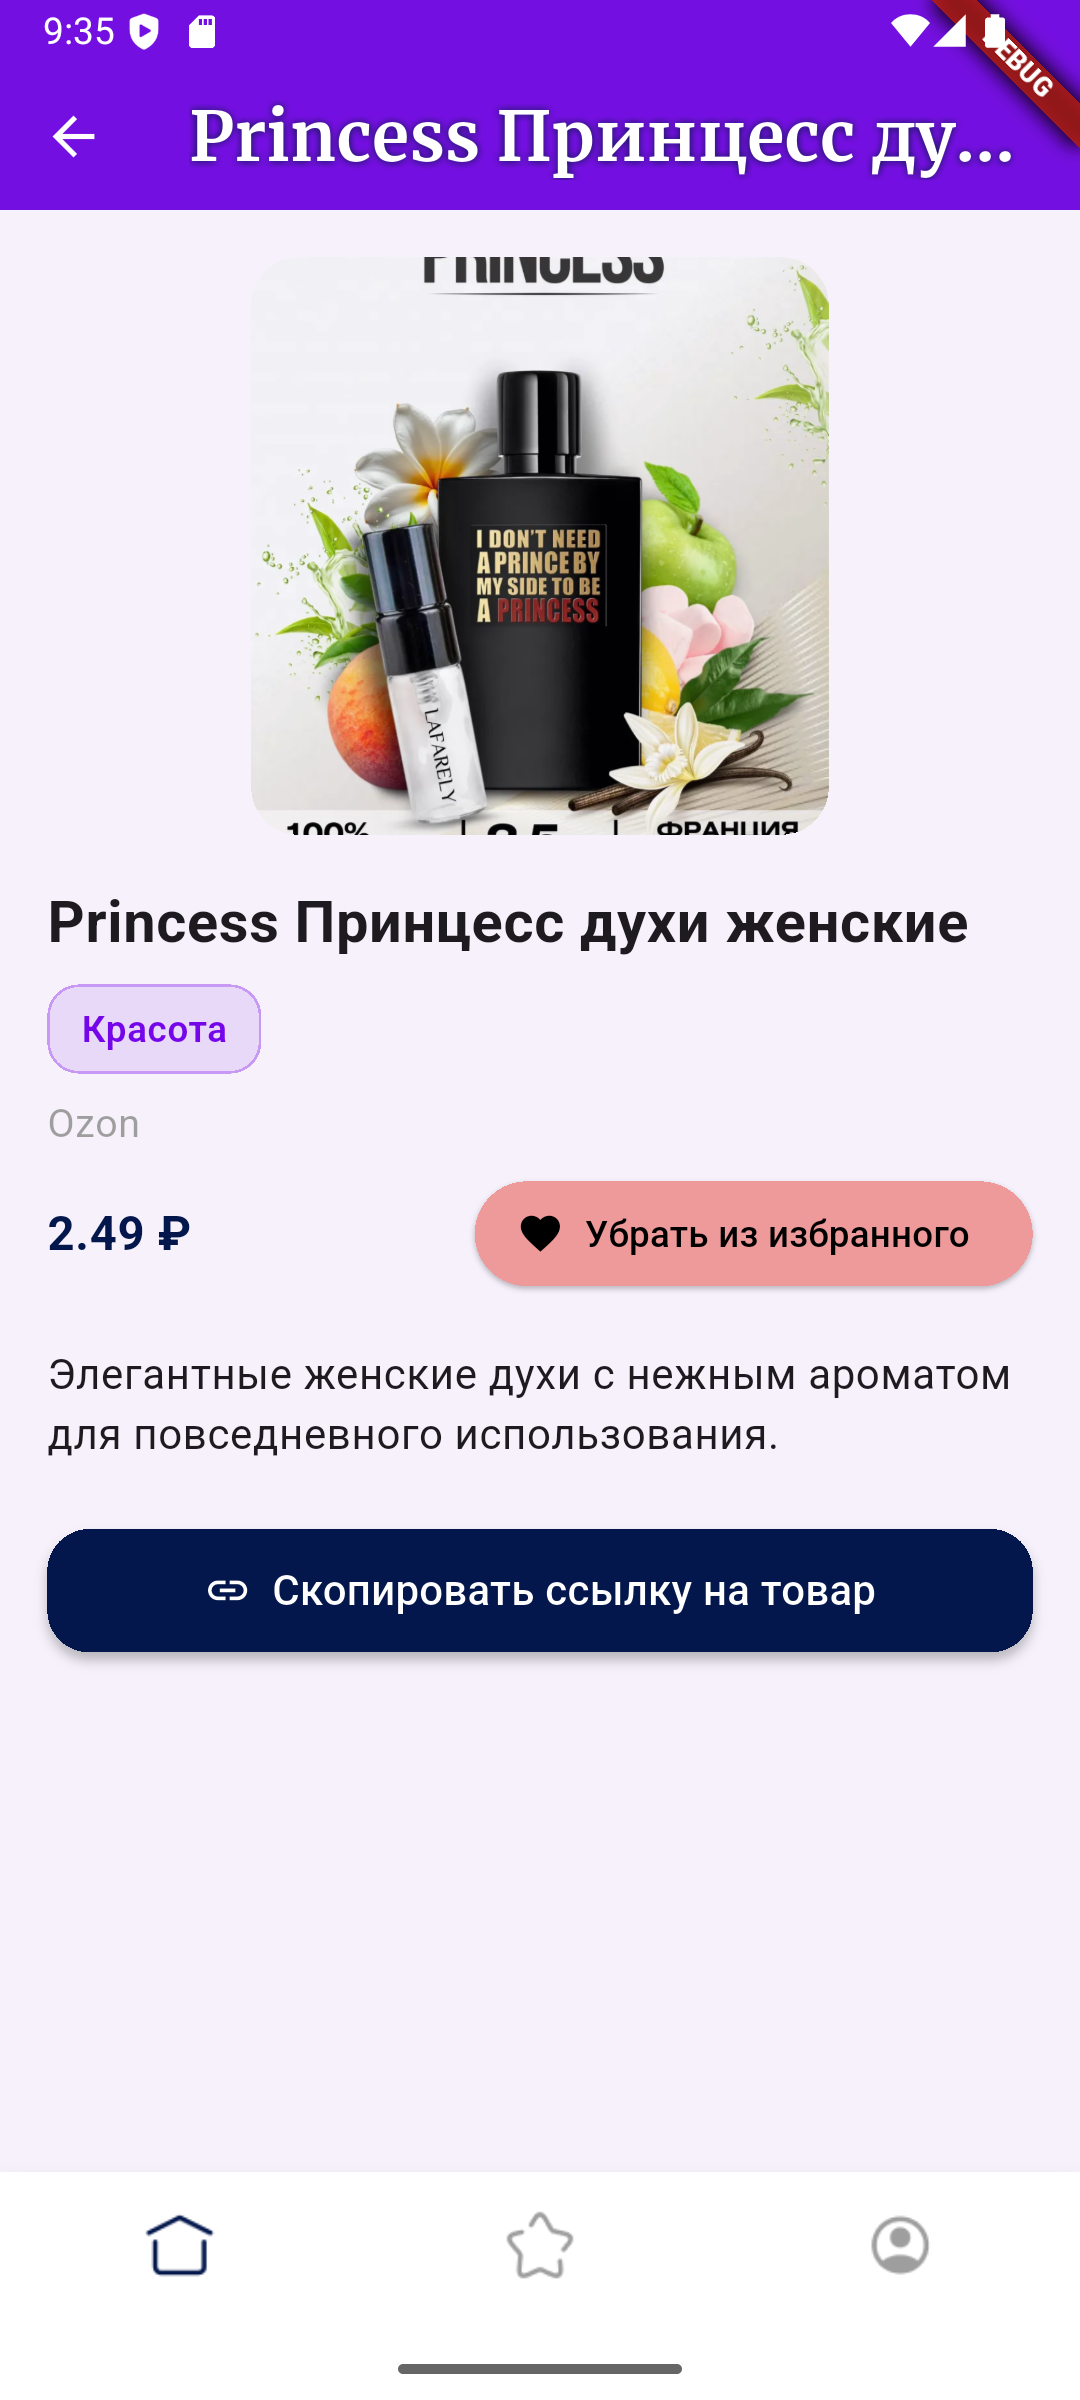 9:35
DEBUG
Princess Принцесс ду...
PRINCESS
I DON'T NEED
A PRINCE BY
MY SIDE TO BE
A PRINCESS
LAFARELY
100%
ФРАНЦИЯ
Princess Принцесс духи женские
Красота
Ozon
2.49 ₽
Убрать из избранного
Элегантные женские духи с нежным ароматом
для повседневного использования.
Скопировать ссылку на товар